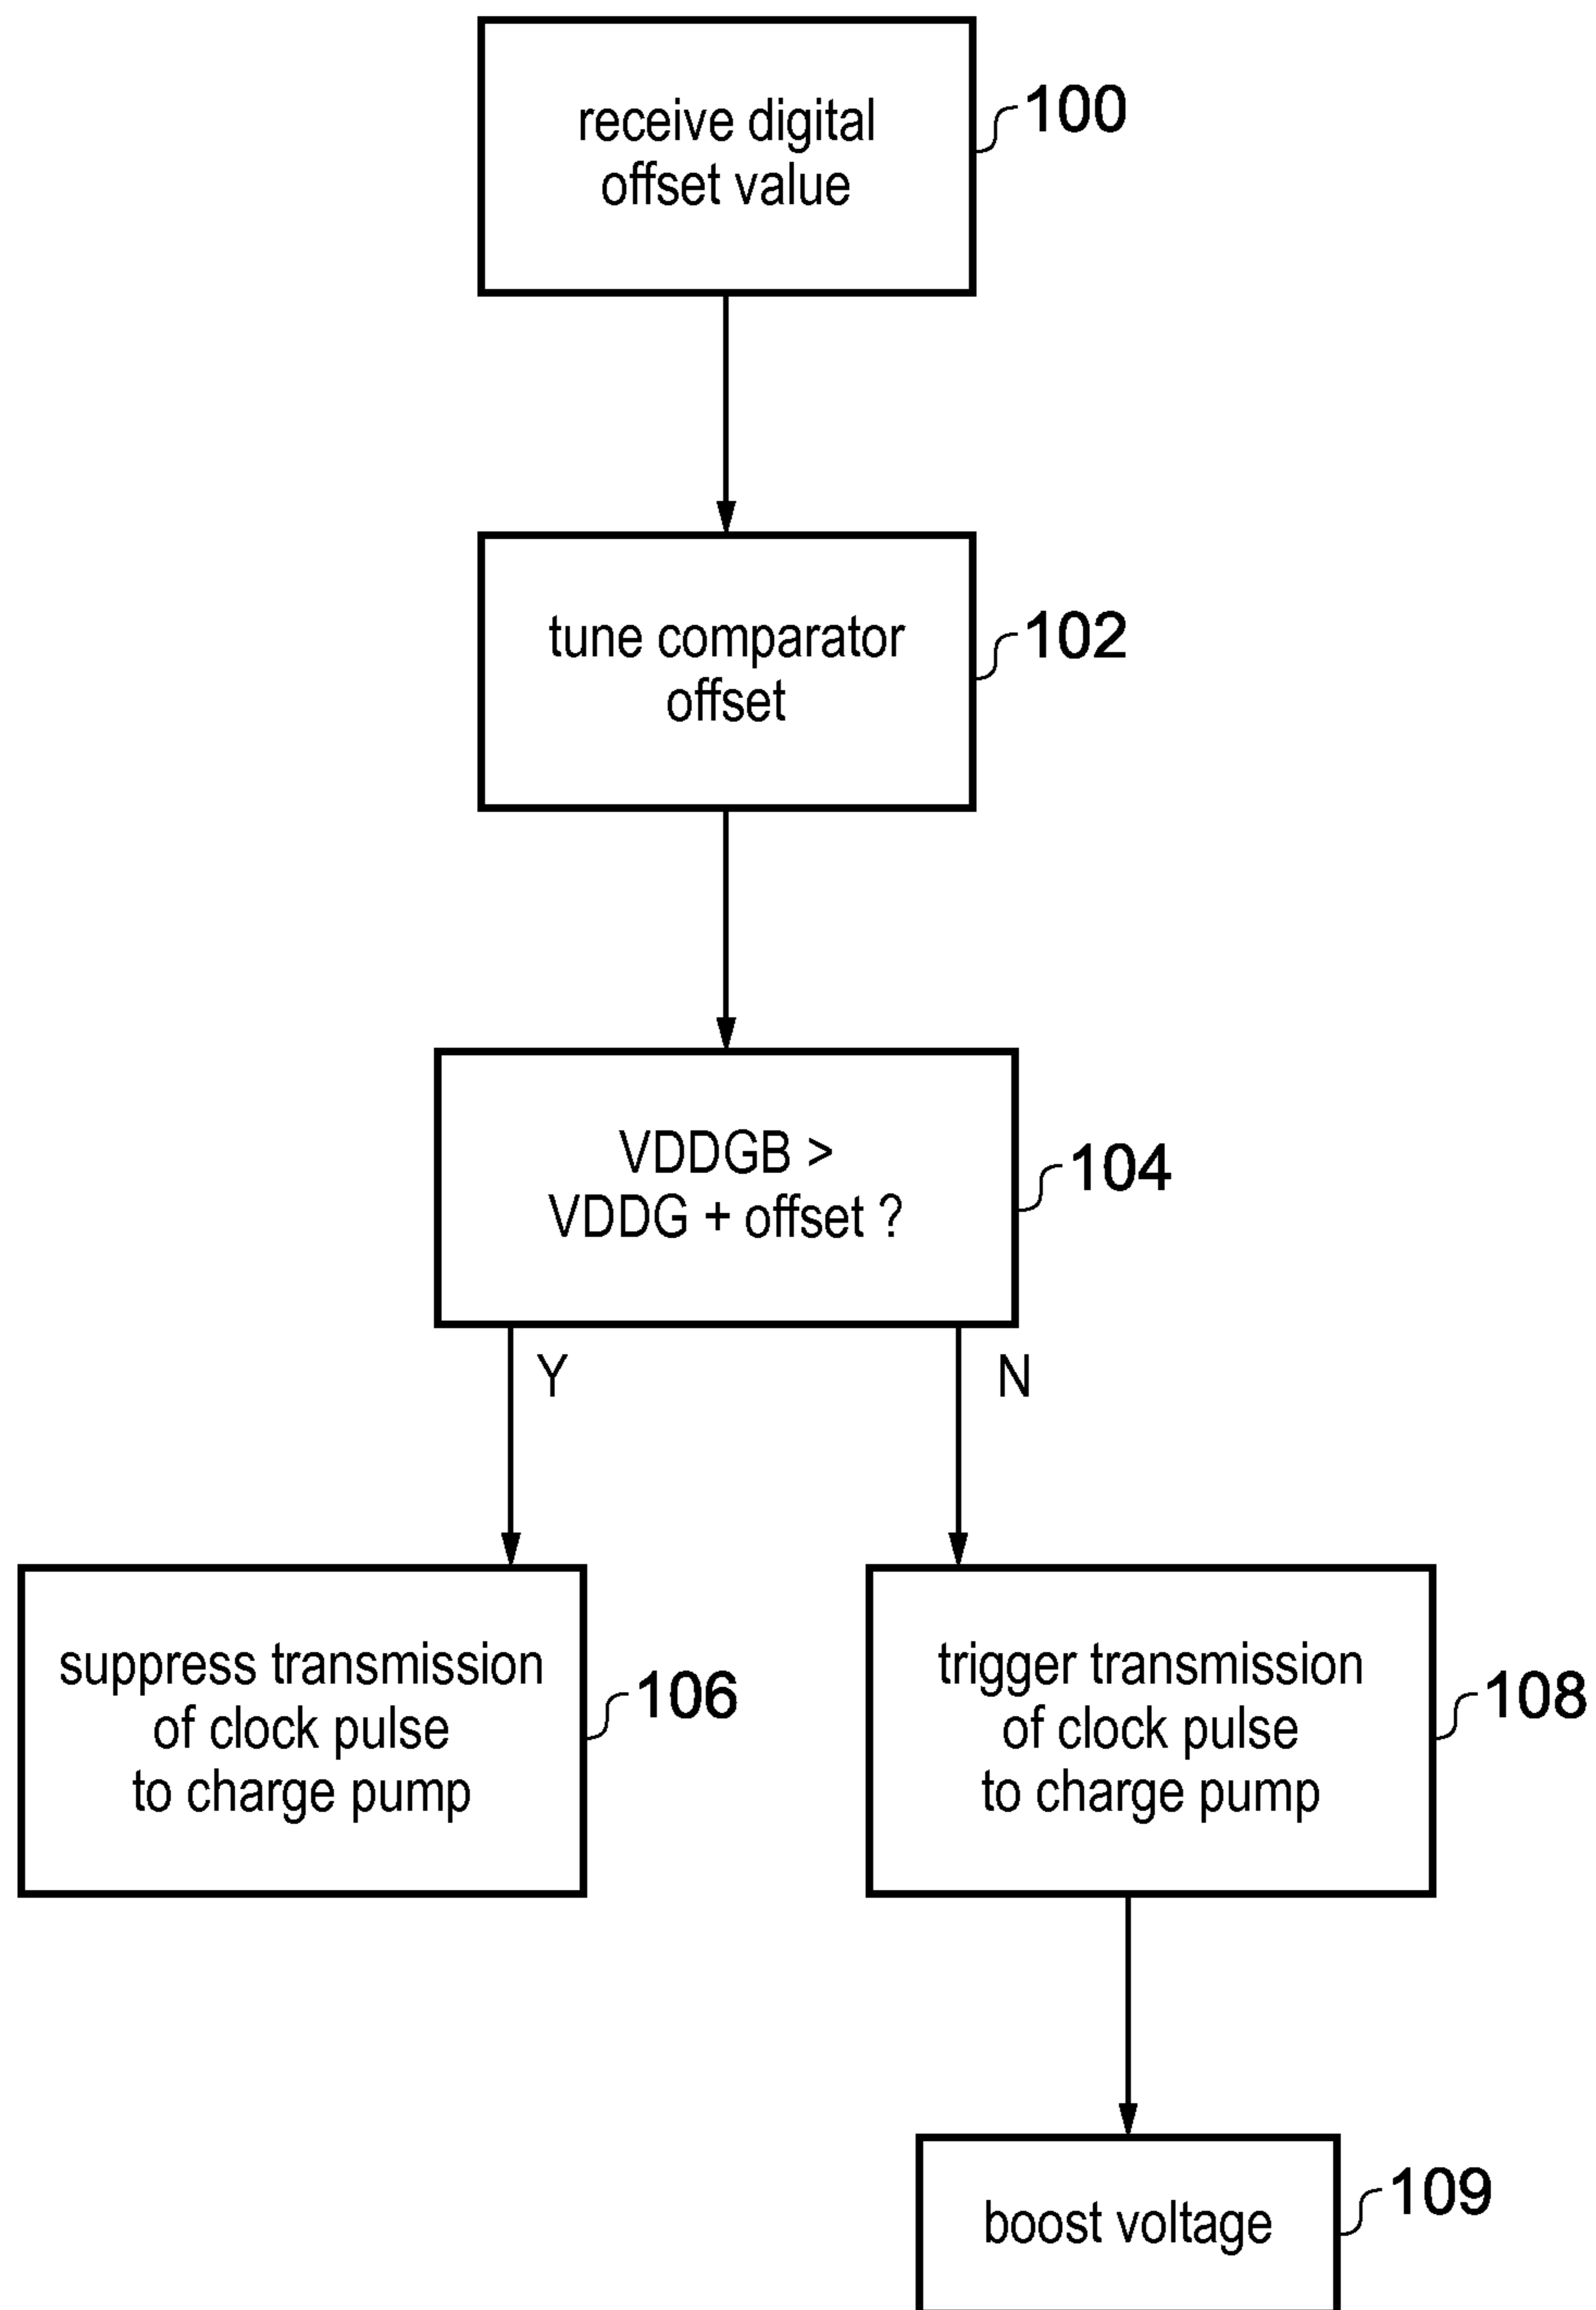 receive digital
offset value
100
tune comparator
offset
102
VDDGB >
VDDG + offset ?
104
Y
N
suppress transmission
of clock pulse
to charge pump
106
trigger transmission
of clock pulse
to charge pump
108
boost voltage
109